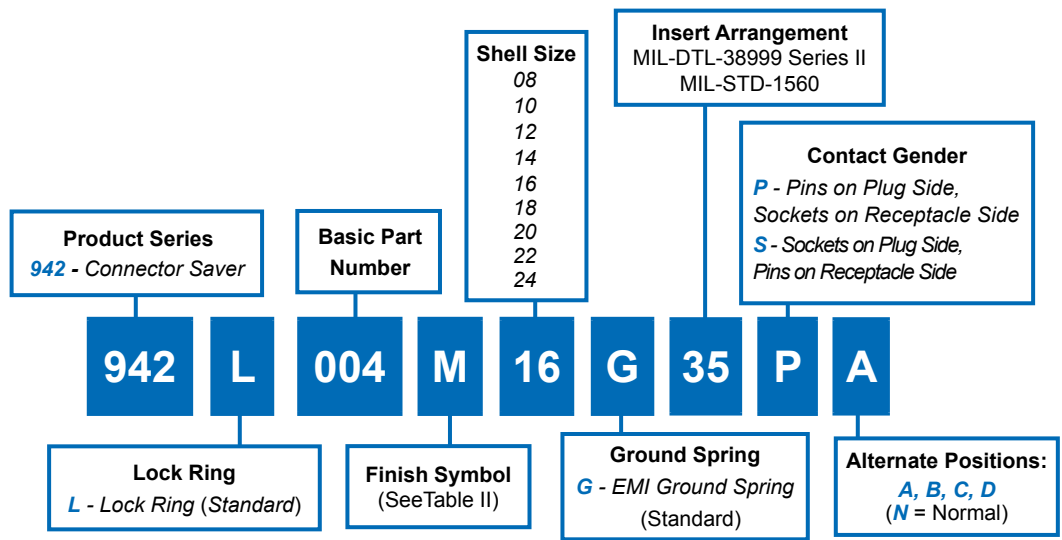 Insert Arrangement
MIL-DTL-38999 Series II
MIL-STD-1560
Shell Size
08
10
12
14
16
18
20
22
24
Contact Gender
P - Pins on Plug Side,
Sockets on Receptacle Side
S - Sockets on Plug Side,
Pins on Receptacle Side
Product Series
942 - Connector Saver
Basic Part
Number
942 L 004 M 16 G 35 P A
Lock Ring
L - Lock Ring (Standard)
Finish Symbol
(SeeTable II)
Ground Spring
G - EMI Ground Spring
(Standard)
Alternate Positions:
A, B, C, D
(N = Normal)